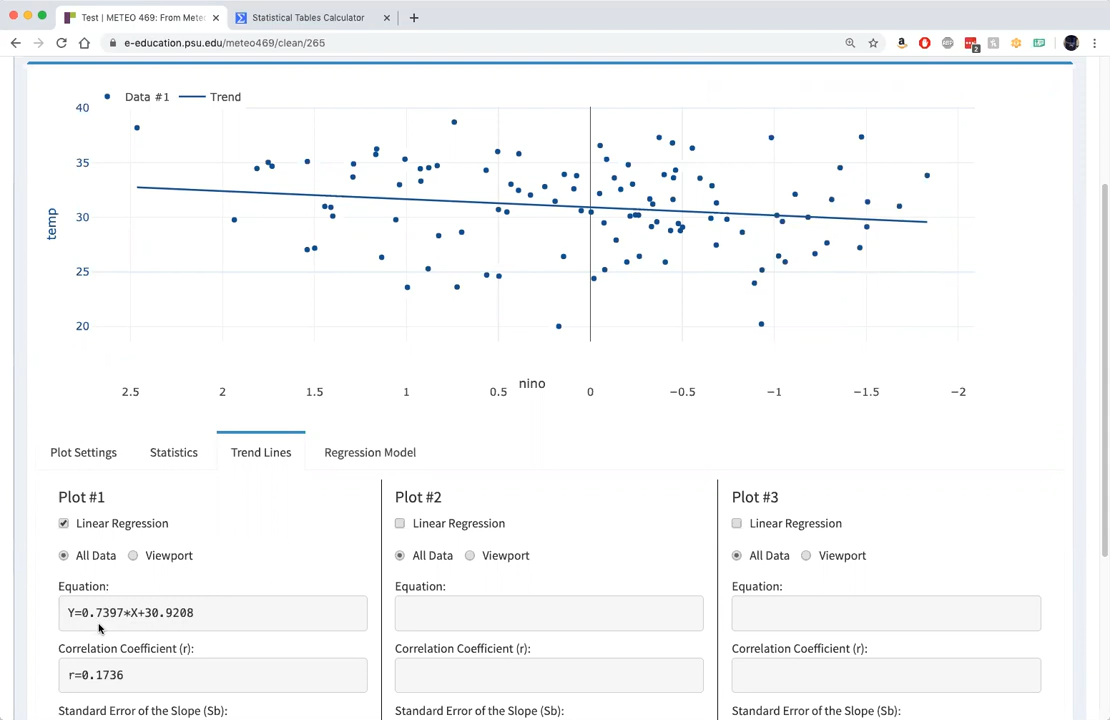 Test | METEO 469: From Mete
Statistical Tables Calculator
e-education.psu.edu/meteo469/clean/265
ABP
2
Data #1
Trend
40
35
30
25
20
temp
2.5
2
1.5
1
0.5
0
−0.5
−1
−1.5
−2
nino
Plot Settings
Statistics
Trend Lines
Regression Model
Plot #1
Linear Regression
All Data
Viewport
Equation:
Y=0.7397*X+30.9208
Correlation Coefficient (r):
r=0.1736
Standard Error of the Slope (Sb):
Plot #2
Linear Regression
All Data
Viewport
Equation:
Correlation Coefficient (r):
Standard Error of the Slope (Sb):
Plot #3
Linear Regression
All Data
Viewport
Equation:
Correlation Coefficient (r):
Standard Error of the Slope (Sb):